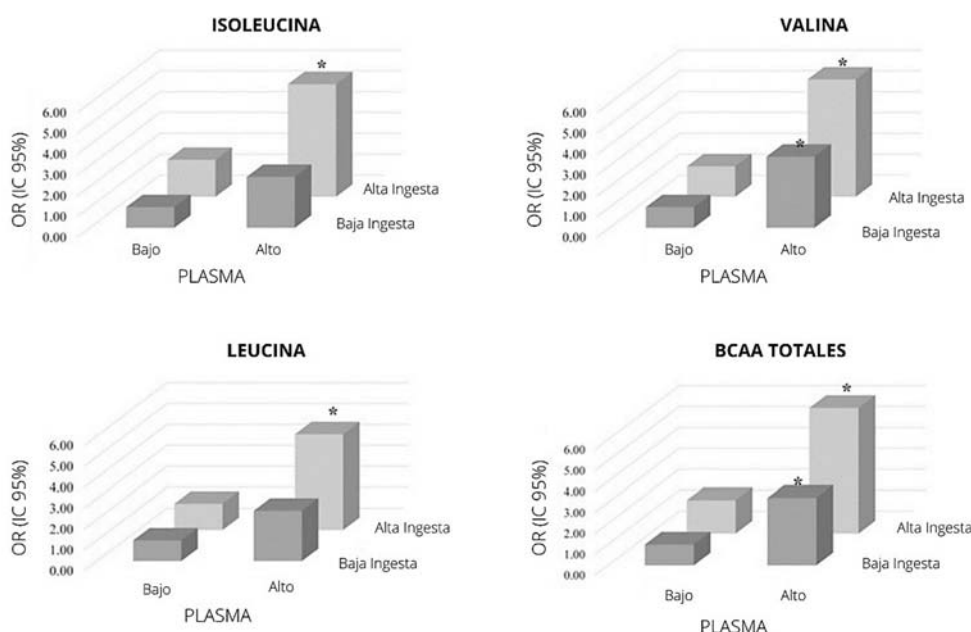 ISOLEUCINA
*
6.00
5.00
4.00
3.00
2.00
1.00
0.00
OR (IC 95%)
Alta Ingesta
Baja Ingesta
Bajo Alto
PLASMA
VALINA
*
*
6.00
5.00
4.00
3.00
2.00
1.00
0.00
OR (IC 95%)
Alta Ingesta
Baja Ingesta
Bajo Alto
PLASMA
LEUCINA
*
6.00
5.00
4.00
3.00
2.00
1.00
0.00
OR (IC 95%)
Alta Ingesta
Baja Ingesta
Bajo Alto
PLASMA
BCAA TOTALES
*
*
6.00
5.00
4.00
3.00
2.00
1.00
0.00
OR (IC 95%)
Alta Ingesta
Baja Ingesta
Bajo Alto
PLASMA